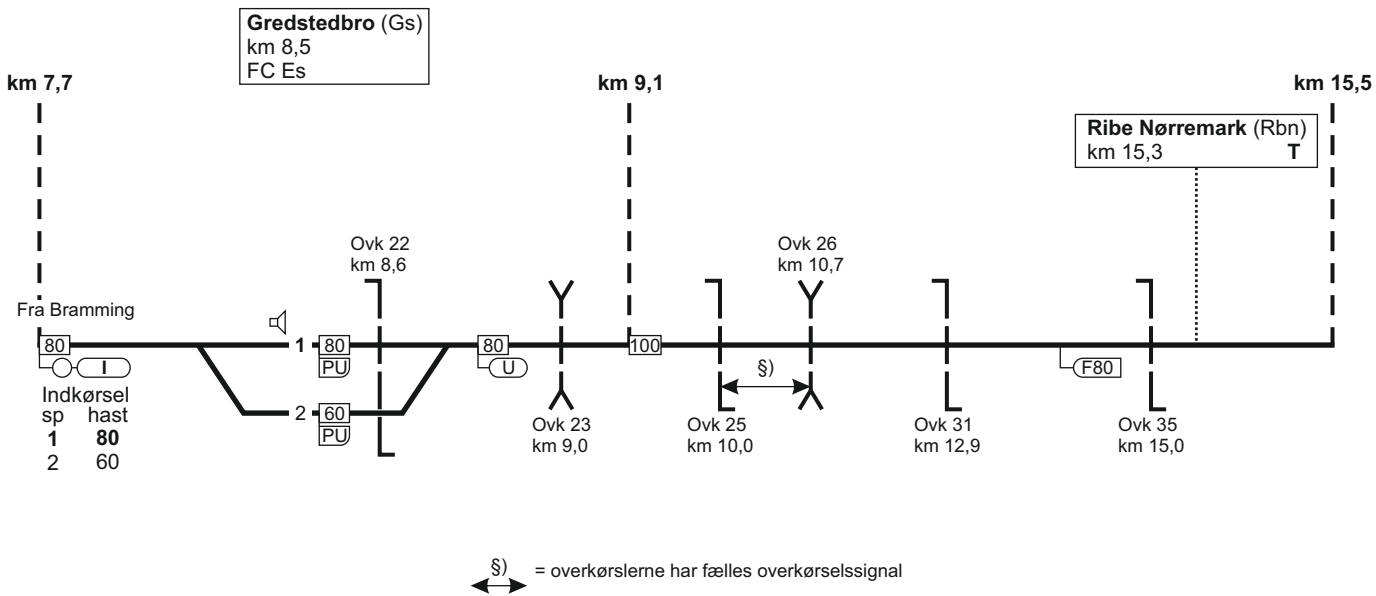 Gredstedbro (Gs)
km 8,5
FC Es
km 7,7
km 9,1
km 15,5
Ribe Nørremark (Rbn)
km 15,3 T
Ovk 22
km 8,6
Ovk 26
km 10,7
Fra Bramming
80
1
80
80
100
I
PU
U
F80
§)
Indkørsel
sp hast
1 80
2 60
2
60
PU
Ovk 23
km 9,0
Ovk 25
km 10,0
Ovk 31
km 12,9
Ovk 35
km 15,0
§) = overkørslerne har fælles overkørselssignal